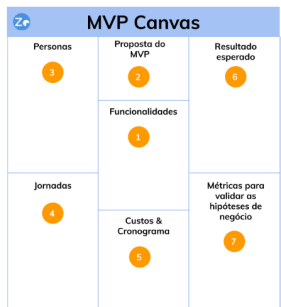 Ze
MVP Canvas
Personas
3
Proposta do
MVP
2
Resultado
esperado
6
Funcionalidades
1
Jornadas
4
Custos &
Cronograma
5
Métricas para
validar as
hipóteses de
negócio
7